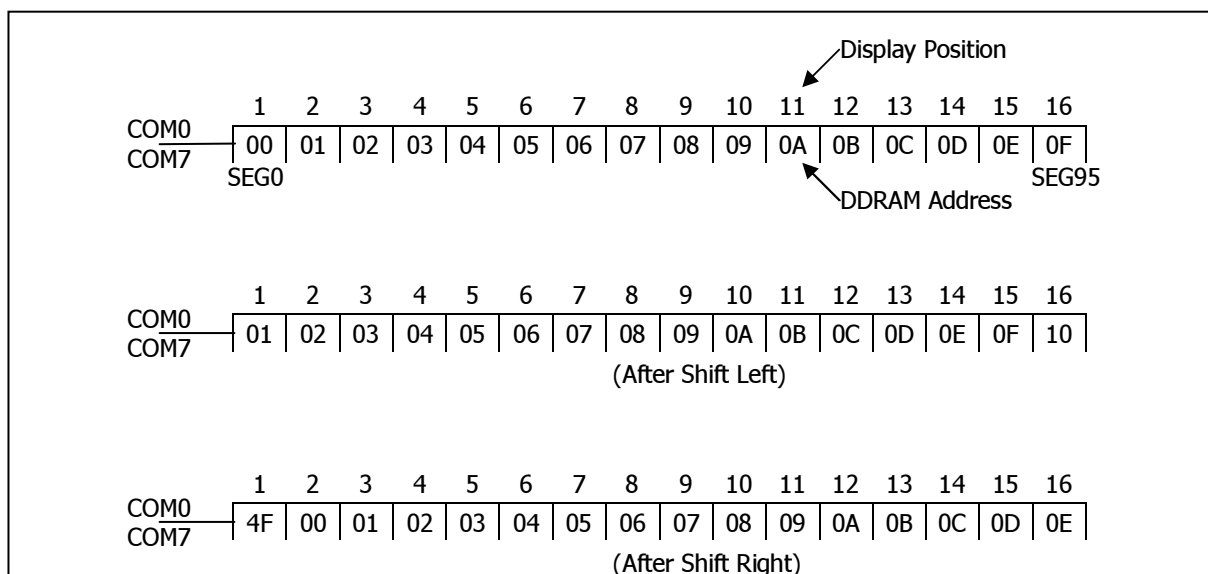 Display Position
1 2 3 4 5 6 7 8 9 10 11 12 13 14 15 16
COM0
COM7
00 01 02 03 04 05 06 07 08 09 0A 0B 0C 0D 0E 0F
SEG0 SEG95
DDRAM Address
1 2 3 4 5 6 7 8 9 10 11 12 13 14 15 16
COM0
COM7
01 02 03 04 05 06 07 08 09 0A 0B 0C 0D 0E 0F 10
(After Shift Left)
1 2 3 4 5 6 7 8 9 10 11 12 13 14 15 16
COM0
COM7
4F 00 01 02 03 04 05 06 07 08 09 0A 0B 0C 0D 0E
(After Shift Right)